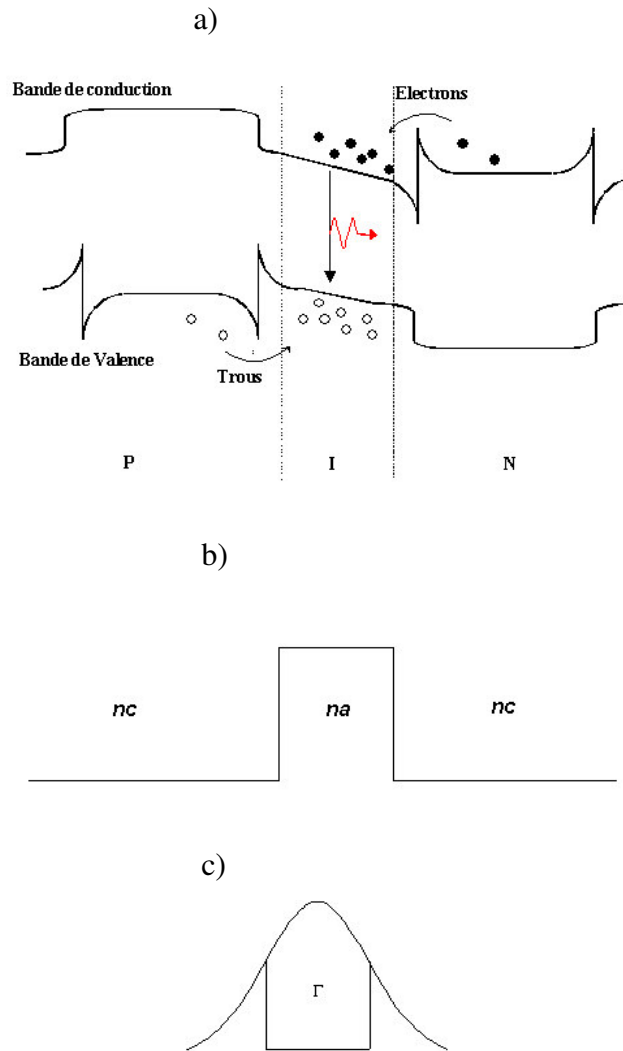 a)
Bande de conduction
Electrons
Bande de Valence
Trous
P I N
b)
nc na nc
c)
Γ